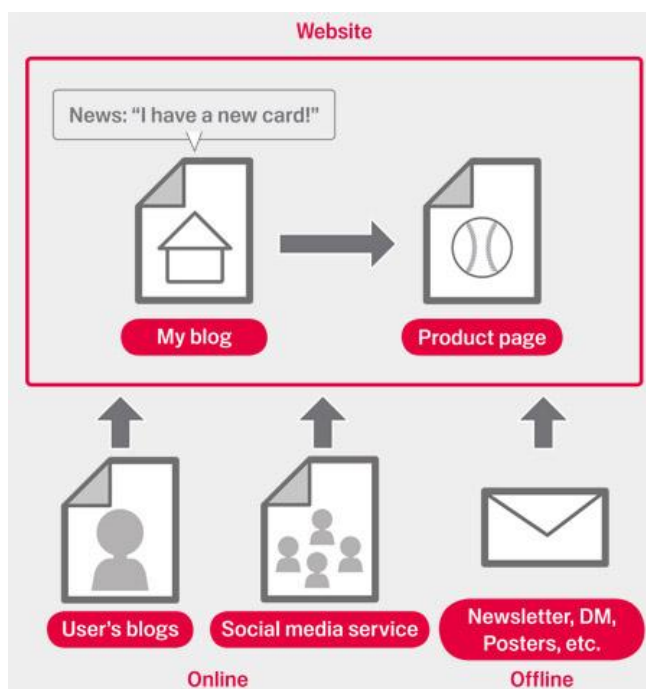 Website
News: “I have a new card!”
My blog
Product page
User's blogs
Social media service
Newsletter, DM,
Posters, etc.
Online
Offline